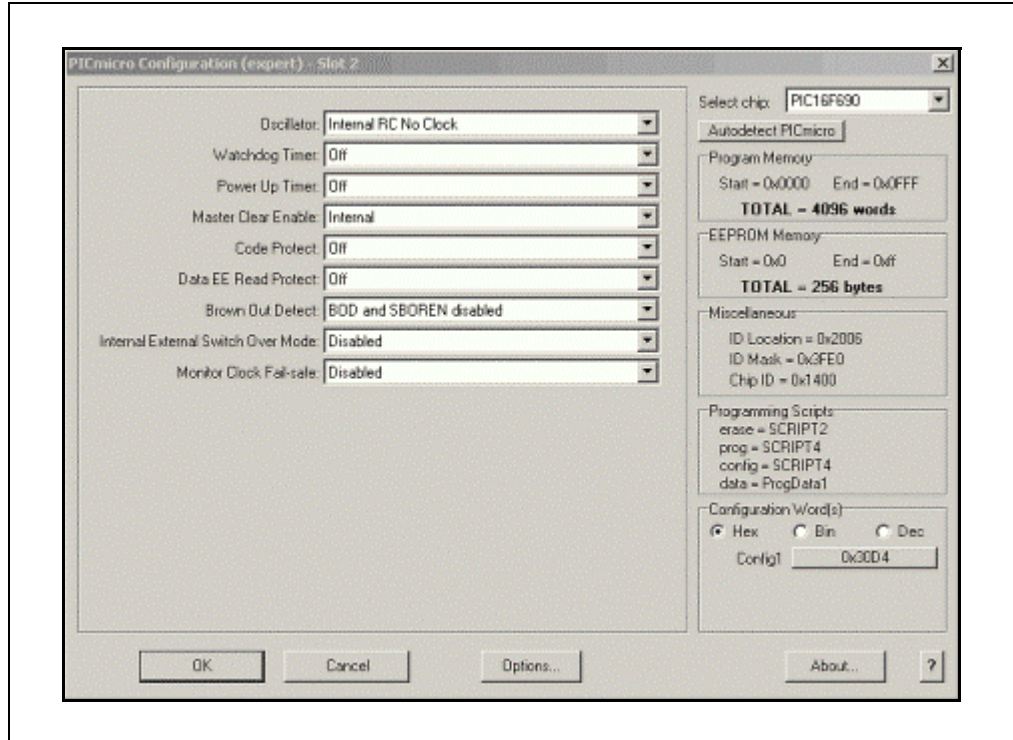 PICmicro Configuration (expert) - Slot 2
Oscillator: Internal RC No Clock
Watchdog Timer: Off
Power Up Timer: Off
Master Clear Enable: Internal
Code Protect: Off
Data EE Read Protect: Off
Brown Out Detect: BOD and SBOREN disabled
Internal External Switch Over Mode: Disabled
Monitor Clock Fail-safe: Disabled
Select chip: PIC16F690
Autodetect PICmicro
Program Memory
Start = 0x0000 End = 0x0FFF
TOTAL = 4096 words
EEPROM Memory
Start = 0x0 End = 0xff
TOTAL = 256 bytes
Miscellaneous
ID Location = 0x2006
ID Mask = 0x3FE0
Chip ID = 0x1400
Programming Scripts
erase = SCRIPT2
prog = SCRIPT4
config = SCRIPT4
data = ProgData1
Configuration Word(s)
Hex Bin Dec
Config1 0x30D4
OK Cancel Options... About... ?